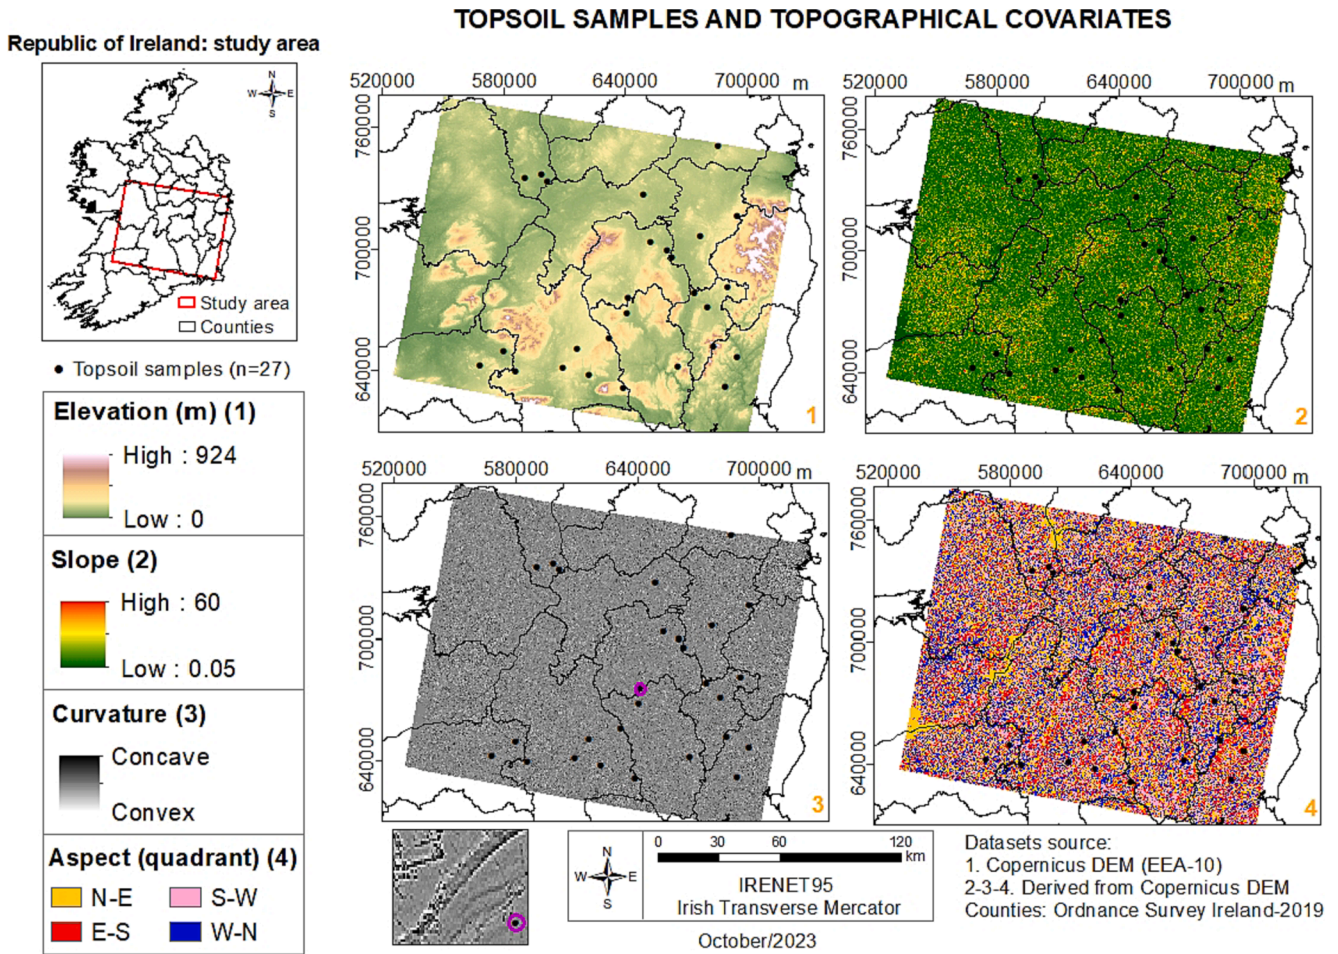 TOPSOIL SAMPLES AND TOPOGRAPHICAL COVARIATES
Republic of Ireland: study area
N
W E
S
Study area
Counties
Topsoil samples (n=27)
Elevation (m) (1)
High : 924
Low : 0
Slope (2)
High : 60
Low : 0.05
Curvature (3)
Concave
Convex
Aspect (quadrant) (4)
N-E S-W
E-S W-N
520000 580000 640000 700000 m
760000
700000
640000
1
520000 580000 640000 700000 m
760000
700000
640000
2
520000 580000 640000 700000 m
760000
700000
640000
3
520000 580000 640000 700000 m
760000
700000
640000
4
N
W E
S
0 30 60 120
km
IRENET95
Irish Transverse Mercator
October/2023
Datasets source:
1. Copernicus DEM (EEA-10)
2-3-4. Derived from Copernicus DEM
Counties: Ordnance Survey Ireland-2019